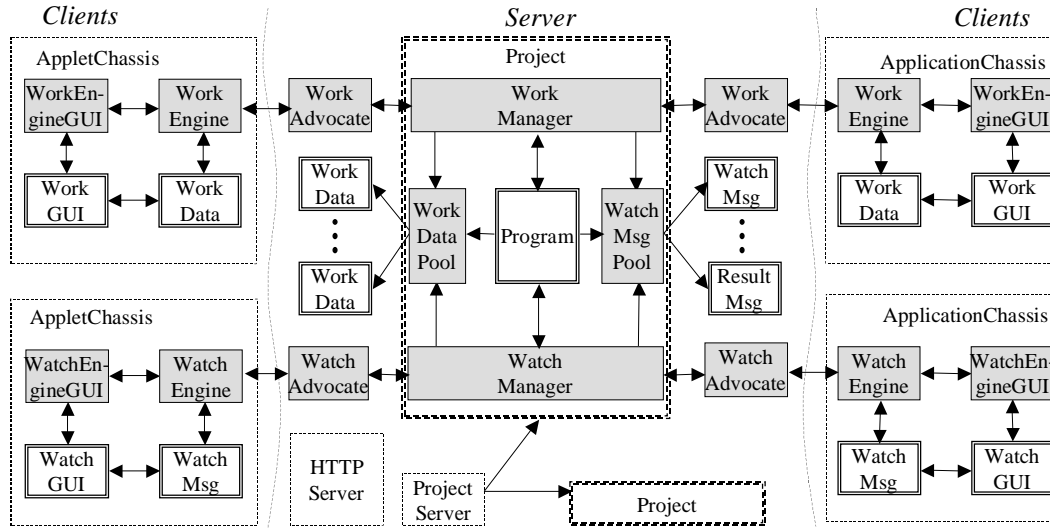 Clients
Server
Clients
AppletChassis
Project
ApplicationChassis
WorkEn-
gineGUI
Work
Engine
Work
Advocate
Work
Manager
Work
Advocate
Work
Engine
WorkEn-
gineGUI
Work
GUI
Work
Data
Work
Data
Work
Data
Pool
Program
Watch
Msg
Pool
Watch
Msg
Work
Data
Work
GUI
Work
Data
Result
Msg
AppletChassis
ApplicationChassis
WatchEn-
gineGUI
Watch
Engine
Watch
Advocate
Watch
Manager
Watch
Advocate
Watch
Engine
WatchEn-
gineGUI
Watch
GUI
Watch
Msg
HTTP
Server
Project
Server
Project
Watch
Msg
Watch
GUI